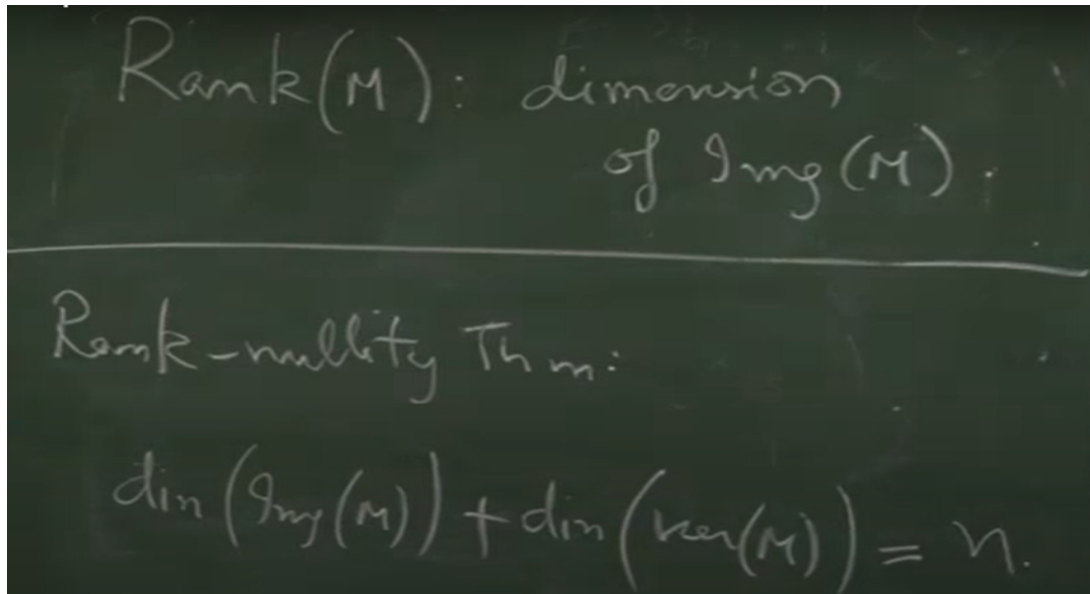 Rank(M): dimension
of Img(M).
Rank-nullity Thm:
dim(Img(M)) + dim(ker(M)) = n.